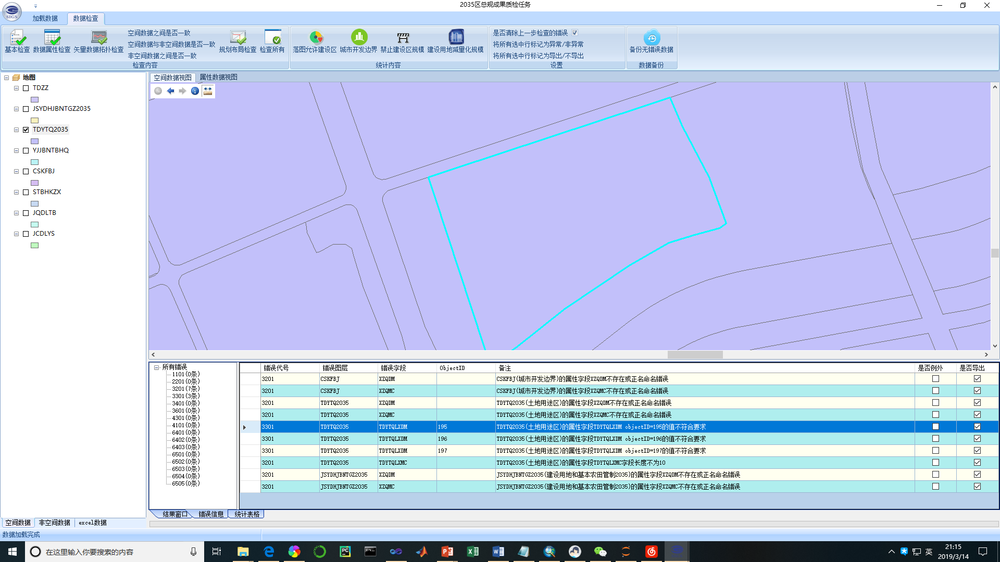 2035区总规成果质检任务
SIGS
加载数据
数据检查
基本检查
数据属性检查
矢量数据拓扑检查
空间数据之间是否一致
空间数据与非空间数据是否一致
非空间数据之间是否一致
规划布局检查
检查所有
检查内容
落图允许建设区
城市开发边界
禁止建设区规模
建设用地减量化规模
统计内容
是否清除上一步检查的错误
将所有选中行标记为异常/非异常
将所有选中行标记为导出/不导出
设置
备份无错误数据
数据备份
地图
TDZZ
JSYDHJBNTGZ2035
TDYTQ2035
YJJBNTBHQ
CSKFBJ
STBHKZX
JQDLTB
JCDLYS
空间数据视图
属性数据视图
所有错误
1101(0条)
2201(0条)
3201(7条)
3301(3条)
3401(0条)
3601(0条)
4301(0条)
4101(0条)
6401(0条)
6402(0条)
6403(0条)
6501(0条)
6502(0条)
6503(0条)
6504(0条)
6505(0条)
错误代号 错误图层 错误字段 ObjectID 备注 是否例外 是否导出
3201 CSKFBJ XZQDM CSKFBJ(城市开发边界)的属性字段XZQDM不存在或正名命名错误
3201 CSKFBJ XZQMC CSKFBJ(城市开发边界)的属性字段XZQMC不存在或正名命名错误
3201 TDYTQ2035 XZQDM TDYTQ2035(土地用途区)的属性字段XZQDM不存在或正名命名错误
3201 TDYTQ2035 XZQMC TDYTQ2035(土地用途区)的属性字段XZQMC不存在或正名命名错误
3301 TDYTQ2035 TDYTQLXDM 195 TDYTQ2035(土地用途区)的属性字段TDYTQLXDM objectID=195的值不符合要求
3301 TDYTQ2035 TDYTQLXDM 196 TDYTQ2035(土地用途区)的属性字段TDYTQLXDM objectID=196的值不符合要求
3301 TDYTQ2035 TDYTQLXDM 197 TDYTQ2035(土地用途区)的属性字段TDYTQLXDM objectID=197的值不符合要求
3201 TDYTQ2035 TDYTQLXMC TDYTQ2035(土地用途区)的属性字段TDYTQLXMC字段长度不为10
3201 JSYDHJBNTGZ2035 XZQDM JSYDHJBNTGZ2035(建设用地和基本农田管制2035)的属性字段XZQDM不存在或正名命名错误
3201 JSYDHJBNTGZ2035 XZQMC JSYDHJBNTGZ2035(建设用地和基本农田管制2035)的属性字段XZQMC不存在或正名命名错误
结果窗口 错误信息 统计表格
空间数据 非空间数据 excel数据
数据加载完成
在这里输入你要搜索的内容
英
21:15
2019/3/14